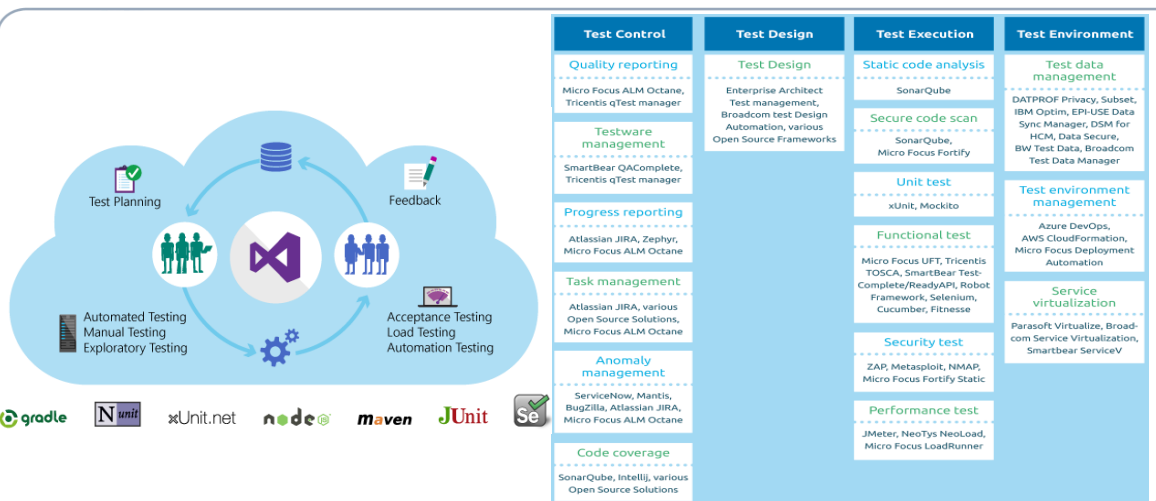 Test Planning
Feedback
Automated Testing
Manual Testing
Exploratory Testing
Acceptance Testing
Load Testing
Automation Testing
gradle
Nunit
xUnit.net
node
JS
maven
JUnit
Se
Test Control
Quality reporting
Micro Focus ALM Octane,
Tricentis qTest manager
Testware
management
SmartBear QAComplete,
Tricentis qTest manager
Progress reporting
Atlassian JIRA, Zephyr,
Micro Focus ALM Octane
Task management
Atlassian JIRA, various
Open Source Solutions,
Micro Focus ALM Octane
Anomaly
management
ServiceNow, Mantis,
BugZilla, Atlassian JIRA,
Micro Focus ALM Octane
Code coverage
SonarQube, Intellij, various
Open Source Solutions
Test Design
Test Design
Enterprise Architect
Test management,
Broadcom test Design
Automation, various
Open Source Frameworks
Test Execution
Static code analysis
SonarQube
Secure code scan
SonarQube,
Micro Focus Fortify
Unit test
xUnit, Mockito
Functional test
Micro Focus UFT, Tricentis
TOSCA, SmartBear Test-
Complete/ReadyAPI, Robot
Framework, Selenium,
Cucumber, Fitnesse
Security test
ZAP, Metasploit, NMAP,
Micro Focus Fortify Static
Performance test
JMeter, NeoTys NeoLoad,
Micro Focus LoadRunner
Test Environment
Test data
management
DATPROF Privacy, Subset,
IBM Optim, EPI-USE Data
Sync Manager, DSM for
HCM, Data Secure,
BW Test Data, Broadcom
Test Data Manager
Test environment
management
Azure DevOps,
AWS CloudFormation,
Micro Focus Deployment
Automation
Service
virtualization
Parasoft Virtualize, Broad-
com Service Virtualization,
Smartbear ServiceV